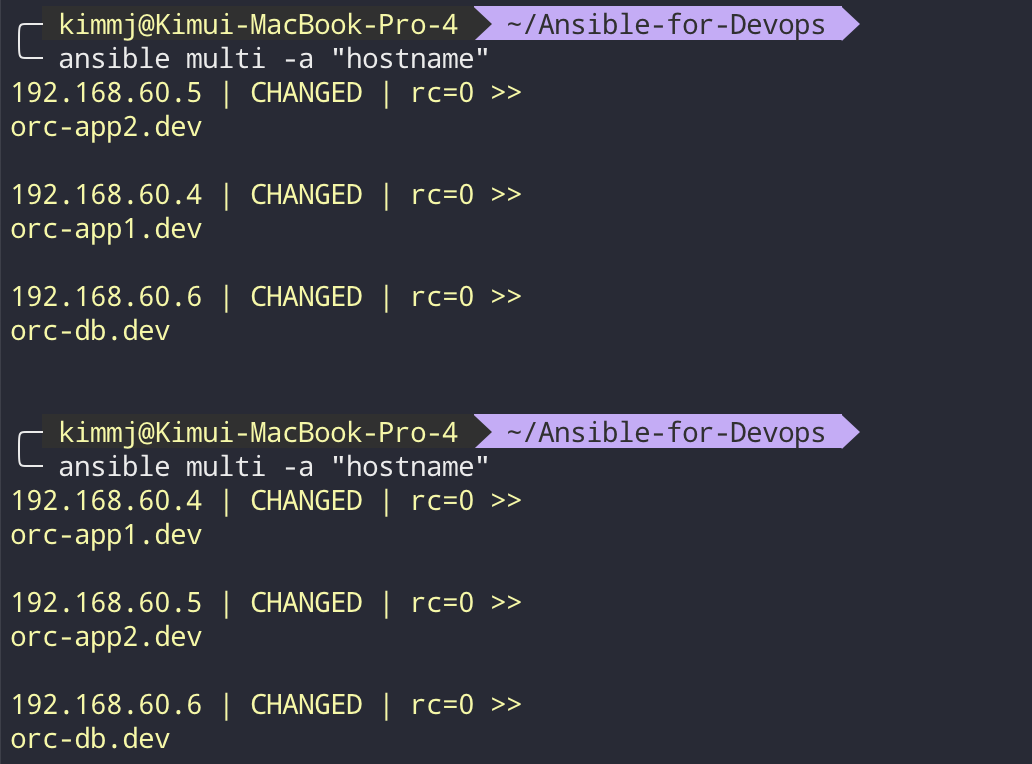 kimmj@Kimui-MacBook-Pro-4 ~/Ansible-for-Devops
ansible multi -a "hostname"
192.168.60.5 | CHANGED | rc=0 >>
orc-app2.dev
192.168.60.4 | CHANGED | rc=0 >>
orc-app1.dev
192.168.60.6 | CHANGED | rc=0 >>
orc-db.dev
kimmj@Kimui-MacBook-Pro-4 ~/Ansible-for-Devops
ansible multi -a "hostname"
192.168.60.4 | CHANGED | rc=0 >>
orc-app1.dev
192.168.60.5 | CHANGED | rc=0 >>
orc-app2.dev
192.168.60.6 | CHANGED | rc=0 >>
orc-db.dev